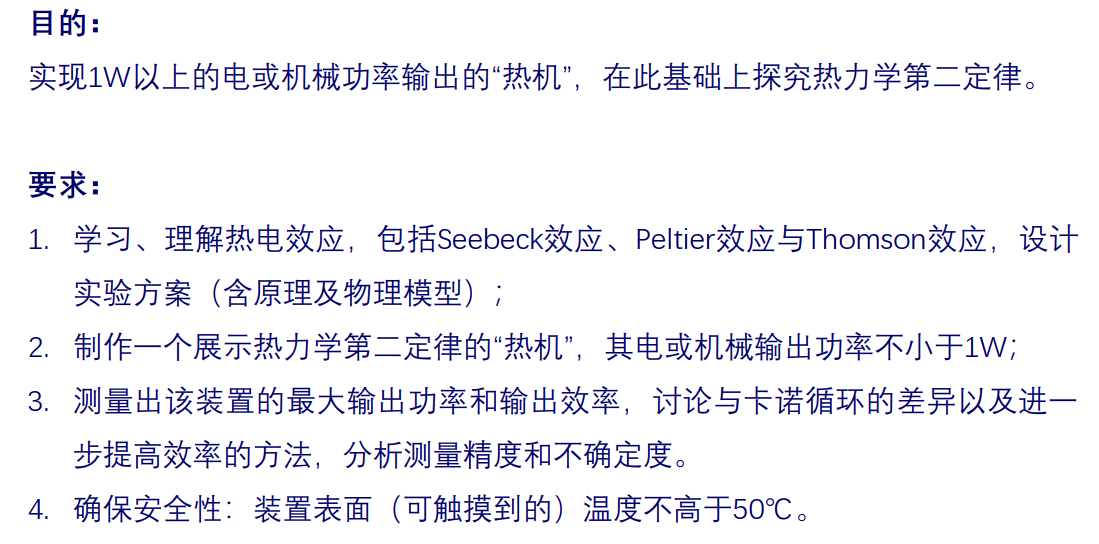 目的：
实现1W以上的电或机械功率输出的“热机”，在此基础上探究热力学第二定律。
要求：
1. 学习、理解热电效应，包括Seebeck效应、Peltier效应与Thomson效应，设计
实验方案（含原理及物理模型）；
2. 制作一个展示热力学第二定律的“热机”，其电或机械输出功率不小于1W；
3. 测量出该装置的最大输出功率和输出效率，讨论与卡诺循环的差异以及进一
步提高效率的方法，分析测量精度和不确定度。
4. 确保安全性：装置表面（可触摸到的）温度不高于50℃。